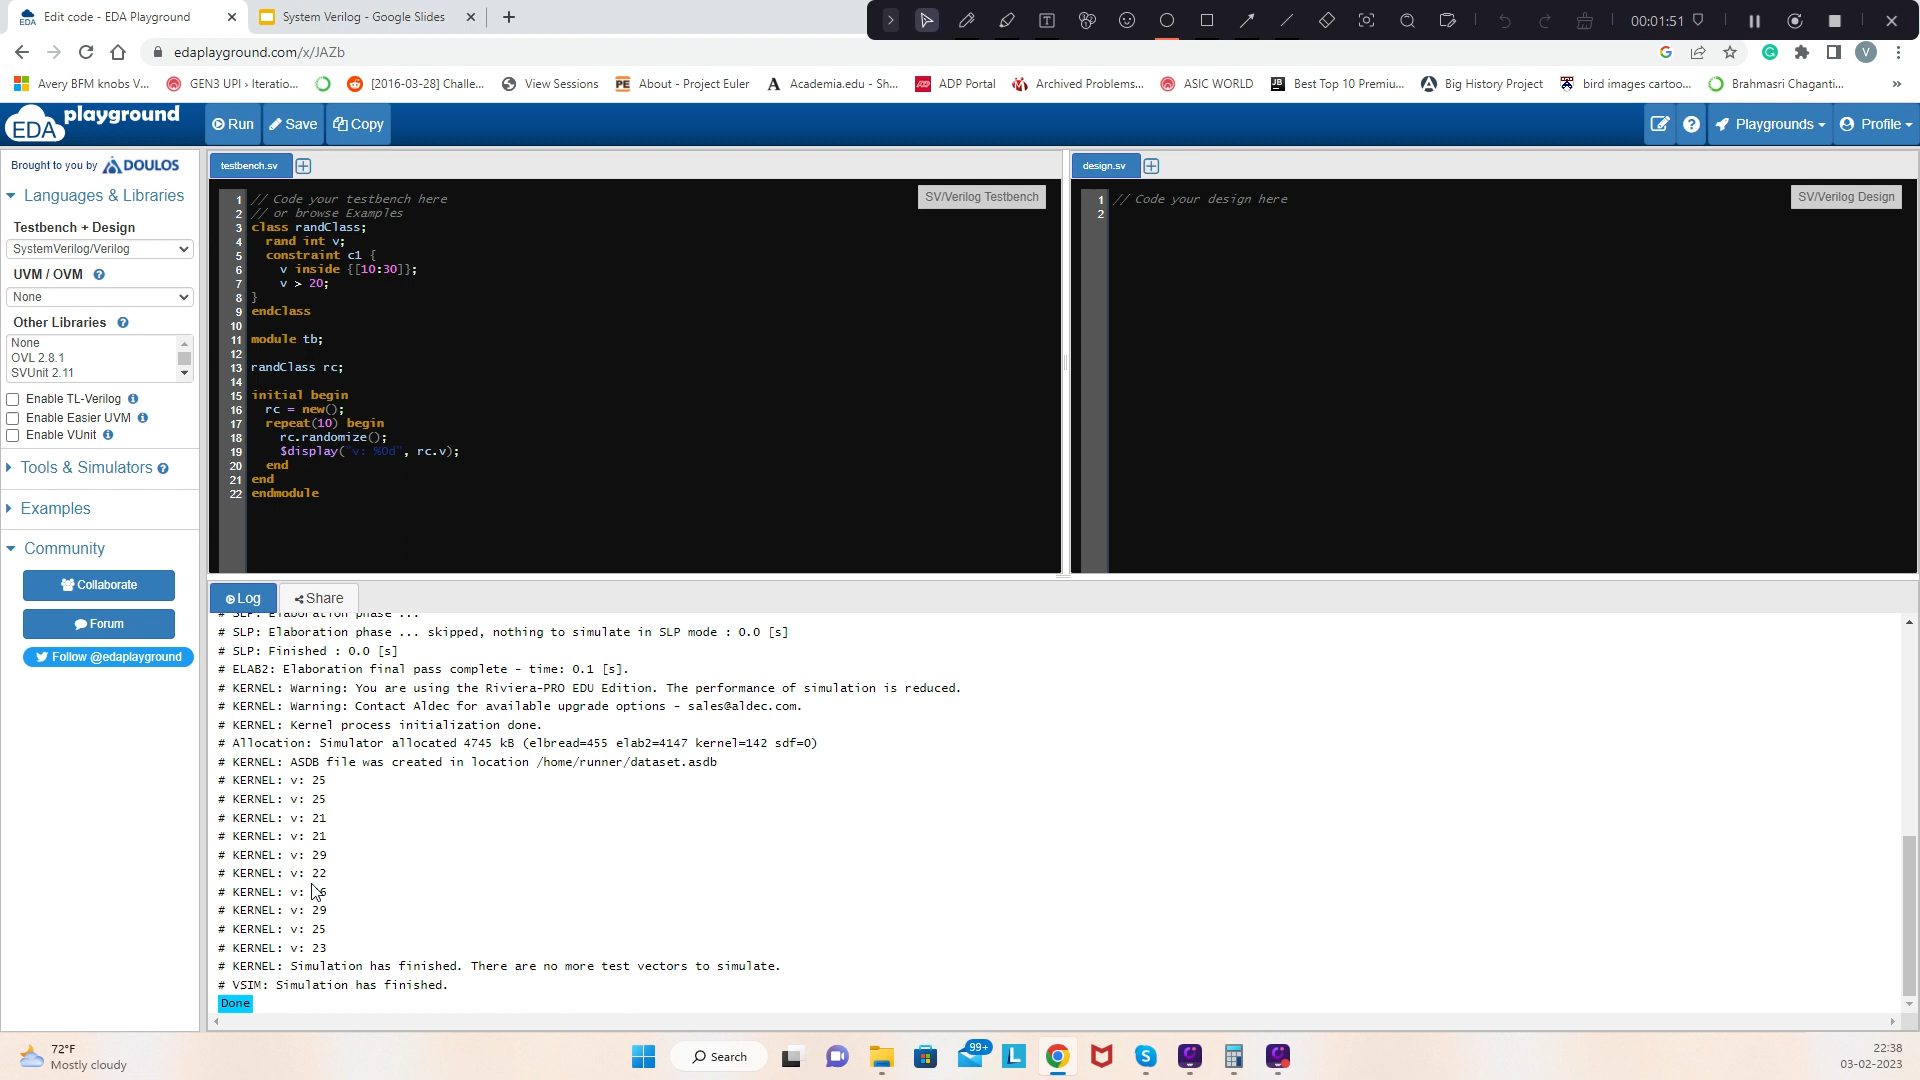 Edit code - EDA Playground
System Verilog - Google Slides
00:01:51
edaplayground.com/x/JAZb
V
Avery BFM knobs V...
GEN3 UPI › Iteratio...
[2016-03-28] Challe...
View Sessions
PE About - Project Euler
A Academia.edu - Sh...
ADP Portal
Archived Problems...
ASIC WORLD
Best Top 10 Premiu...
Big History Project
bird images cartoo...
Brahmasri Chaganti...
»
EDA playground
Run
Save
Copy
Playgrounds
Profile
Brought to you by DOULOS
Languages & Libraries
Testbench + Design
SystemVerilog/Verilog
UVM / OVM
None
Other Libraries
None
OVL 2.8.1
SVUnit 2.11
Enable TL-Verilog
Enable Easier UVM
Enable VUnit
Tools & Simulators
Examples
Community
Collaborate
Forum
Follow @edaplayground
testbench.sv
SV/Verilog Testbench
1 // Code your testbench here
2 // or browse Examples
3 class randClass;
4 rand int v;
5 constraint c1 {
6 v inside {[10:30]};
7 v > 20;
8 }
9 endclass
10
11 module tb;
12
13 randClass rc;
14
15 initial begin
16 rc = new();
17 repeat(10) begin
18 rc.randomize();
19 $display("v: %0d", rc.v);
20 end
21 end
22 endmodule
design.sv
SV/Verilog Design
1 // Code your design here
2
Log
Share
# SLP: Elaboration phase ...
# SLP: Elaboration phase ... skipped, nothing to simulate in SLP mode : 0.0 [s]
# SLP: Finished : 0.0 [s]
# ELAB2: Elaboration final pass complete - time: 0.1 [s].
# KERNEL: Warning: You are using the Riviera-PRO EDU Edition. The performance of simulation is reduced.
# KERNEL: Warning: Contact Aldec for available upgrade options - sales@aldec.com.
# KERNEL: Kernel process initialization done.
# Allocation: Simulator allocated 4745 kB (elbread=455 elab2=4147 kernel=142 sdf=0)
# KERNEL: ASDB file was created in location /home/runner/dataset.asdb
# KERNEL: v: 25
# KERNEL: v: 25
# KERNEL: v: 21
# KERNEL: v: 21
# KERNEL: v: 29
# KERNEL: v: 22
# KERNEL: v:
# KERNEL: v: 29
# KERNEL: v: 25
# KERNEL: v: 23
# KERNEL: Simulation has finished. There are no more test vectors to simulate.
# VSIM: Simulation has finished.
Done
72°F
Mostly cloudy
Search
99+
L
22:38
03-02-2023